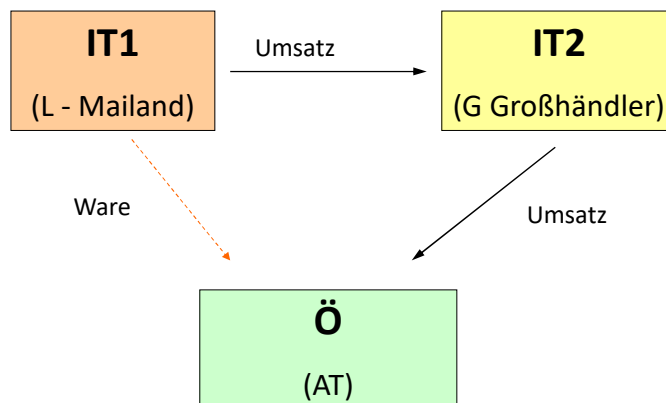 IT1
(L - Mailand)
Umsatz
IT2
(G Großhändler)
Ware
Umsatz
Ö
(AT)